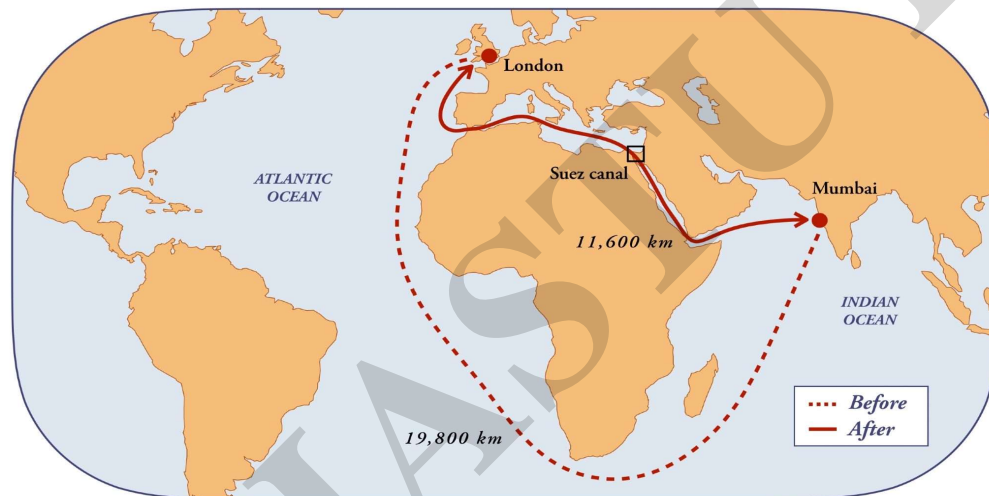 London
Suez canal
Mumbai
ATLANTIC
OCEAN
11,600 km
INDIAN
OCEAN
Before
After
19,800 km